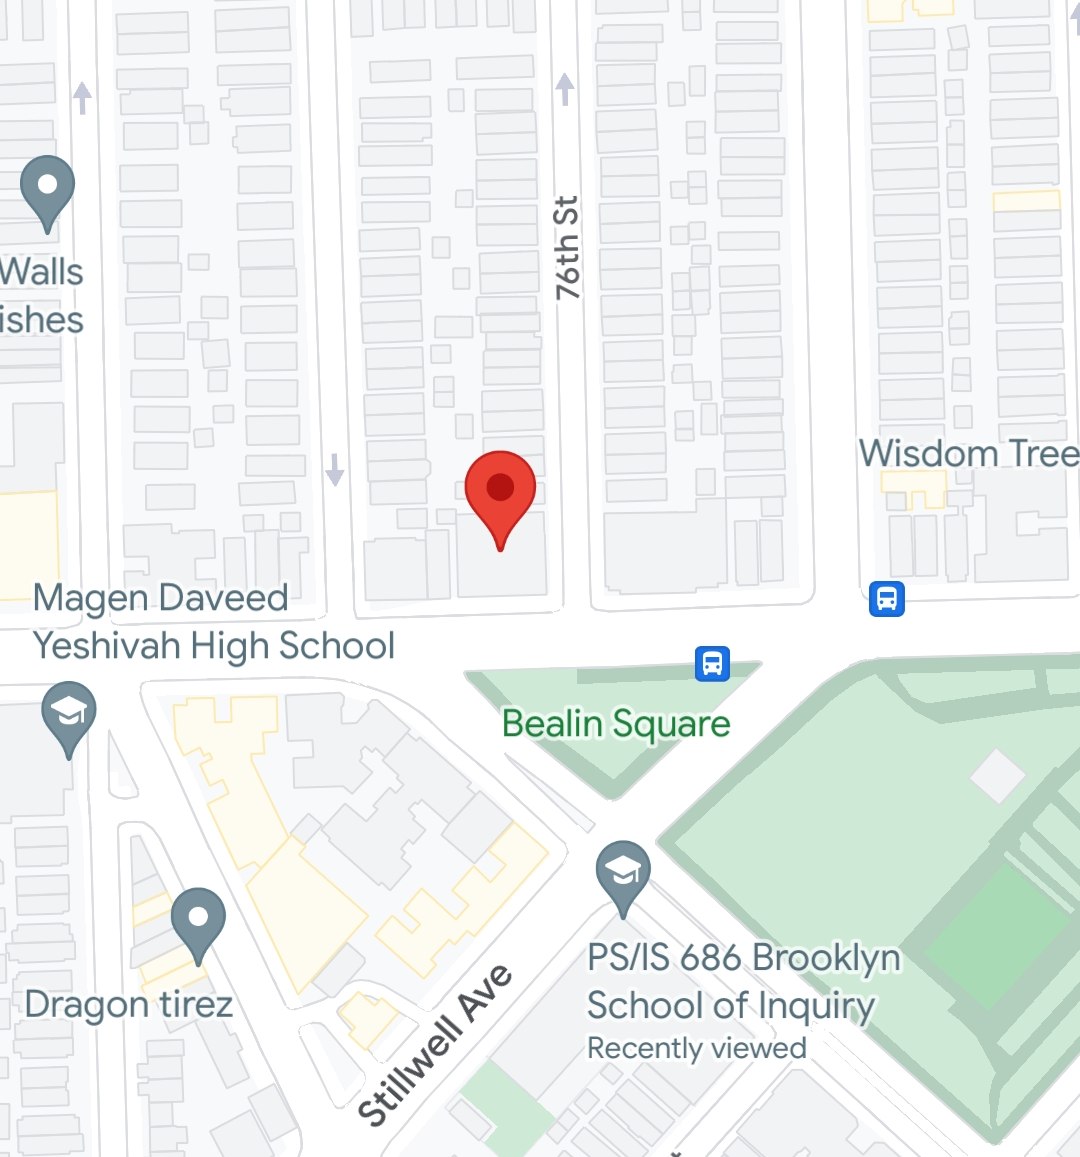 76th St
Walls
ishes
Wisdom Tree
Magen Daveed
Yeshivah High School
Bealin Square
PS/IS 686 Brooklyn
School of Inquiry
Recently viewed
Dragon tirez
Stillwell Ave